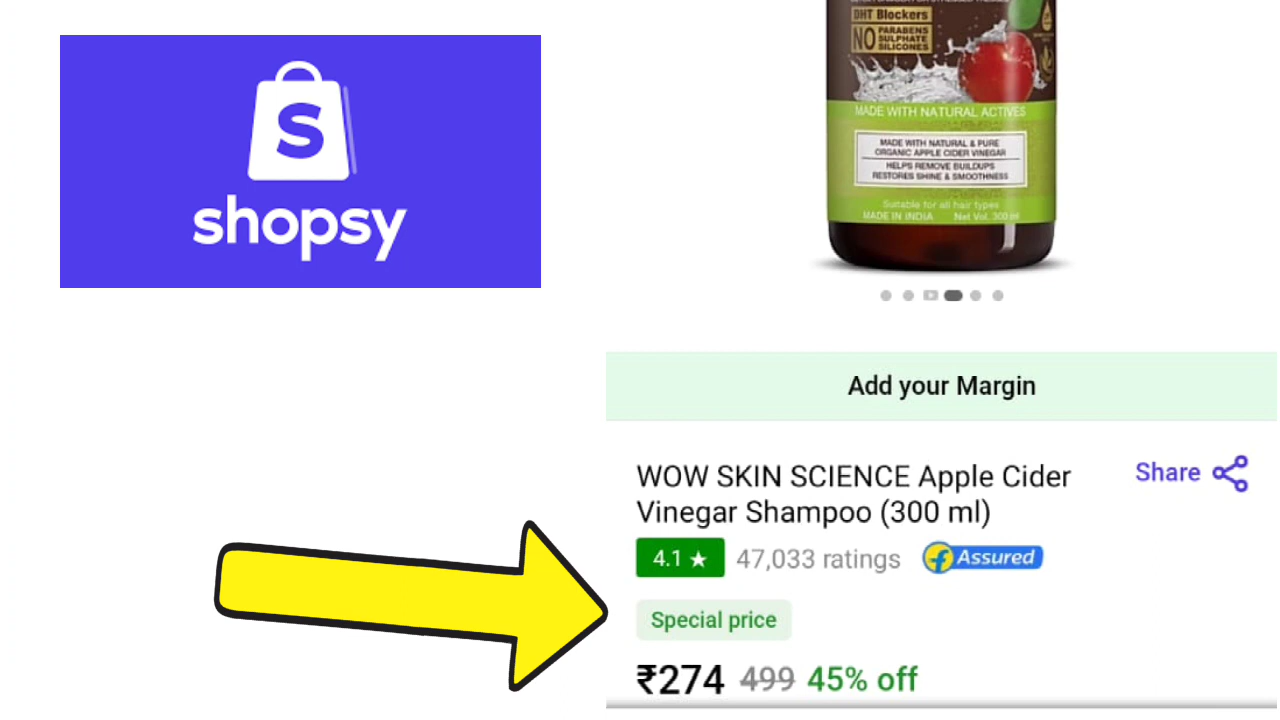 S
shopsy
DHT Blockers
NO PARABENS
SULPHATE
SILICONES
MADE WITH NATURAL ACTIVES
MADE WITH NATURAL & PURE
ORGANIC APPLE CIDER VINEGAR
HELPS REMOVE BUILDUPS
RESTORES SHINE & SMOOTHNESS
Suitable for all hair types
MADE IN INDIA Net Vol. 300 ml
Add your Margin
WOW SKIN SCIENCE Apple Cider
Vinegar Shampoo (300 ml)
Share
4.1 ★ 47,033 ratings f Assured
Special price
₹274 499 45% off